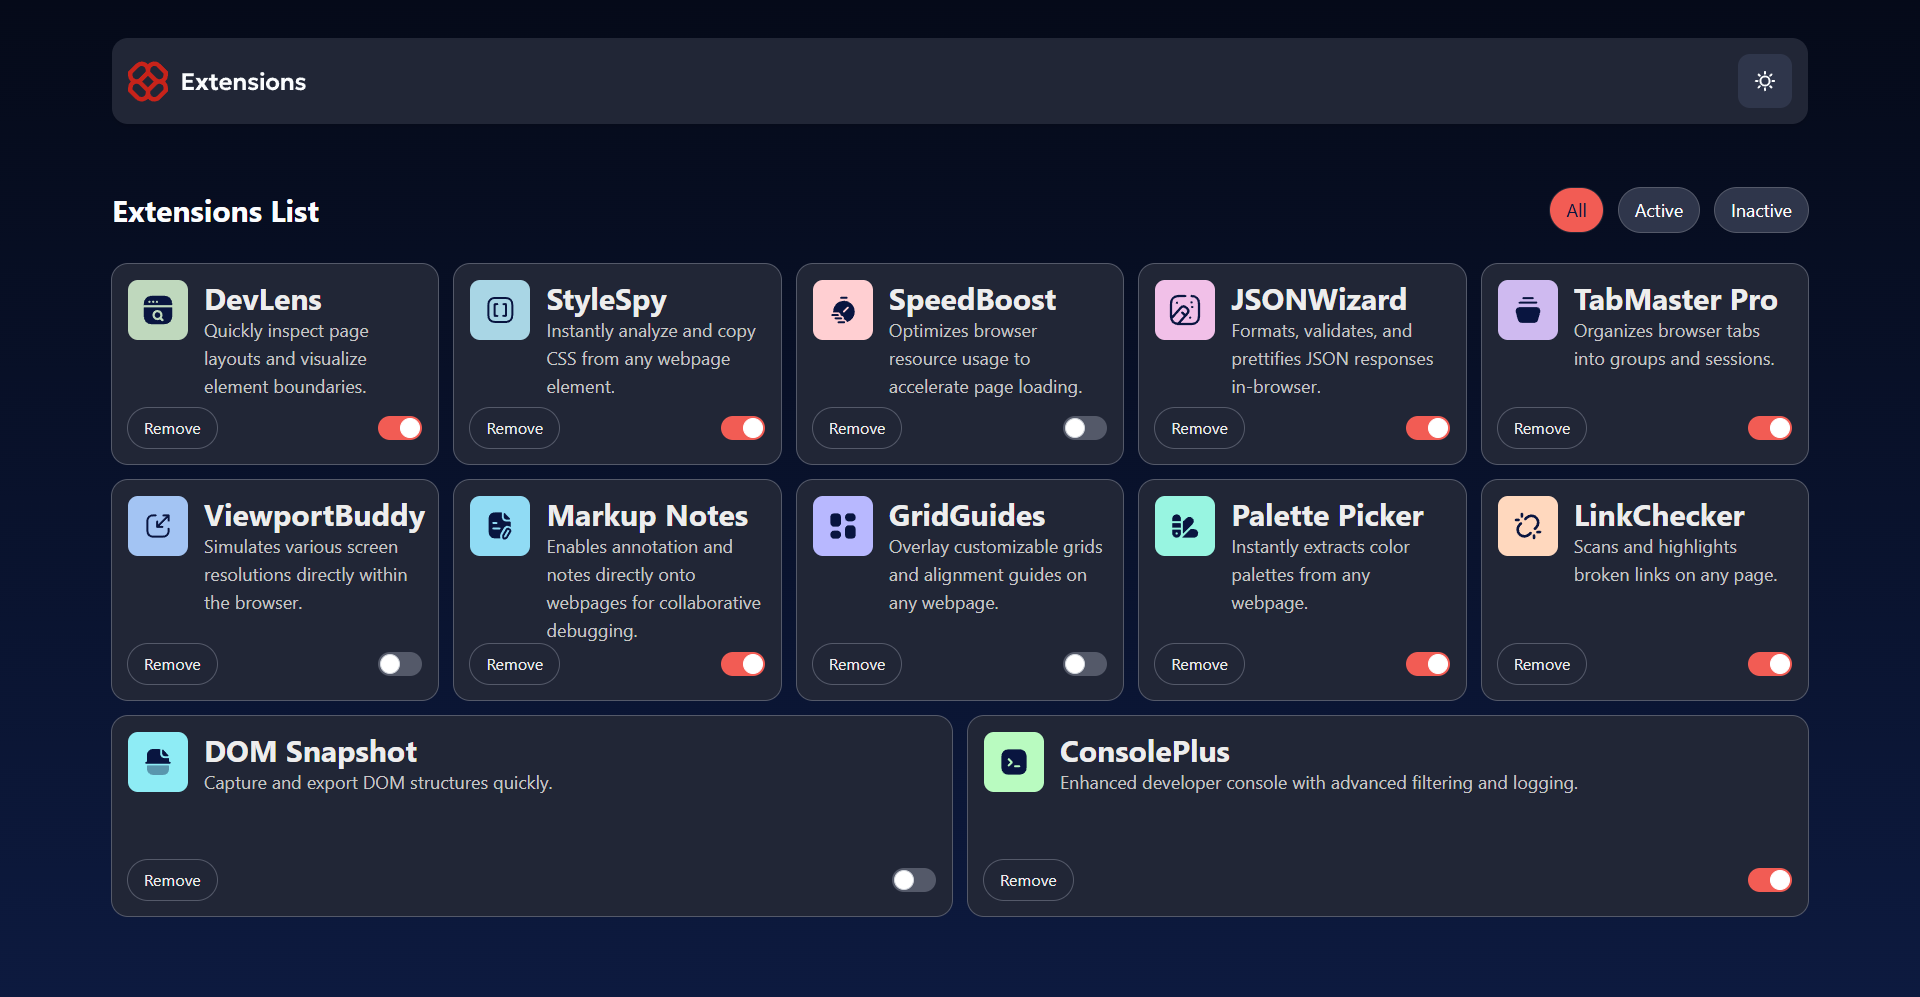 Extensions
Extensions List
All
Active
Inactive
DevLens
Quickly inspect page
layouts and visualize
element boundaries.
Remove
StyleSpy
Instantly analyze and copy
CSS from any webpage
element.
Remove
SpeedBoost
Optimizes browser
resource usage to
accelerate page loading.
Remove
JSONWizard
Formats, validates, and
prettifies JSON responses
in-browser.
Remove
TabMaster Pro
Organizes browser tabs
into groups and sessions.
Remove
ViewportBuddy
Simulates various screen
resolutions directly within
the browser.
Remove
Markup Notes
Enables annotation and
notes directly onto
webpages for collaborative
debugging.
Remove
GridGuides
Overlay customizable grids
and alignment guides on
any webpage.
Remove
Palette Picker
Instantly extracts color
palettes from any
webpage.
Remove
LinkChecker
Scans and highlights
broken links on any page.
Remove
DOM Snapshot
Capture and export DOM structures quickly.
Remove
ConsolePlus
Enhanced developer console with advanced filtering and logging.
Remove